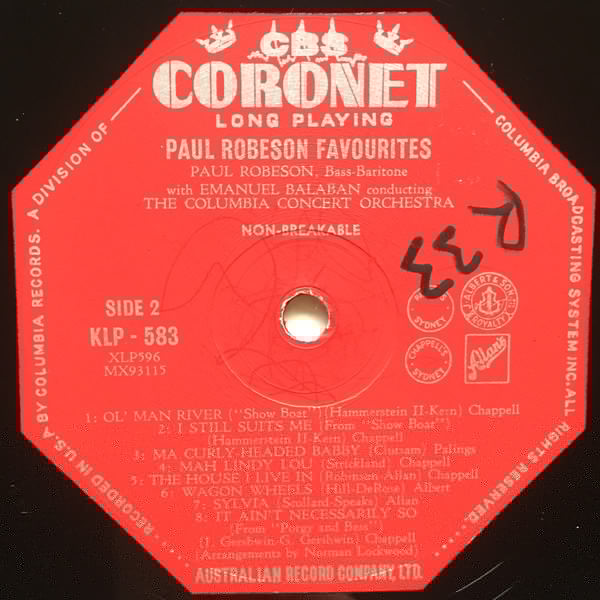 CBS
CORONET
LONG PLAYING
PAUL ROBESON FAVOURITES
PAUL ROBESON, Bass-Baritone
with EMANUEL BALABAN conducting
THE COLUMBIA CONCERT ORCHESTRA
NON-BREAKABLE
R 33
SIDE 2
KLP - 583
XLP596
MX93115
SYDNEY
J. ALBERT & SON
ROYALTY
CHAPPELL'S
SYDNEY
Allan's
1: OL' MAN RIVER ("Show Boat") (Hammerstein II-Kern) Chappell
2: I STILL SUITS ME (From "Show Boat")
(Hammerstein II-Kern) Chappell
3: MA CURLY HEADED BABBY (Clutsam) Palings
4: MAH LINDY LOU (Strickland) Chappell
5: THE HOUSE I LIVE IN (Robinson Allan) Chappell
6: WAGON WHEELS (Hill-DeRose) Albert
7: SYLVIA (Scollard-Speaks) Allan
8: IT AIN'T NECESSARILY SO
(From "Porgy and Bess")
(J. Gershwin-G. Gershwin) Chappell
(Arrangements by Norman Lockwood)
AUSTRALIAN RECORD COMPANY, LTD.
RECORDED IN U.S.A BY COLUMBIA RECORDS. A DIVISION OF — COLUMBIA BROADCASTING SYSTEM INC. ALL RIGHTS RESERVED